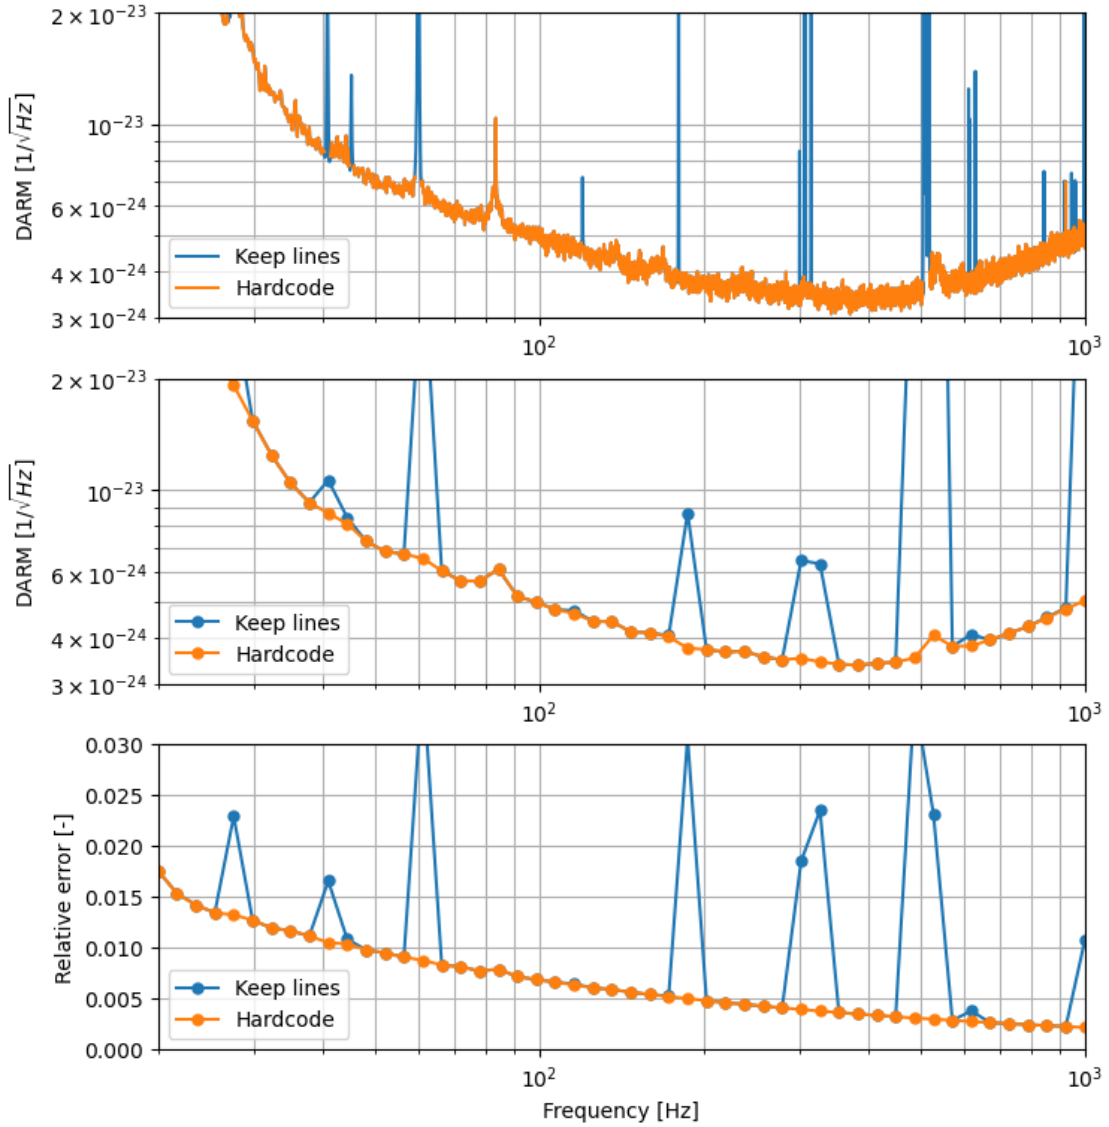 DARM [1/√Hz]
2 × 10⁻²³
10⁻²³
6 × 10⁻²⁴
4 × 10⁻²⁴
3 × 10⁻²⁴
Keep lines
Hardcode
10²
10³
DARM [1/√Hz]
2 × 10⁻²³
10⁻²³
6 × 10⁻²⁴
4 × 10⁻²⁴
3 × 10⁻²⁴
Keep lines
Hardcode
10²
10³
Relative error [-]
0.030
0.025
0.020
0.015
0.010
0.005
0.000
Keep lines
Hardcode
10²
10³
Frequency [Hz]